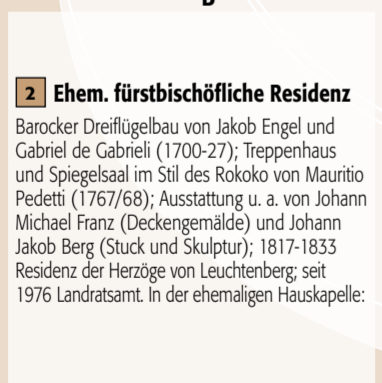 2 Ehem. fürstbischöfliche Residenz
Barocker Dreiflügelbau von Jakob Engel und
Gabriel de Gabrieli (1700-27); Treppenhaus
und Spiegelsaal im Stil des Rokoko von Mauritio
Pedetti (1767/68); Ausstattung u. a. von Johann
Michael Franz (Deckengemälde) und Johann
Jakob Berg (Stuck und Skulptur); 1817-1833
Residenz der Herzöge von Leuchtenberg; seit
1976 Landratsamt. In der ehemaligen Hauskapelle: